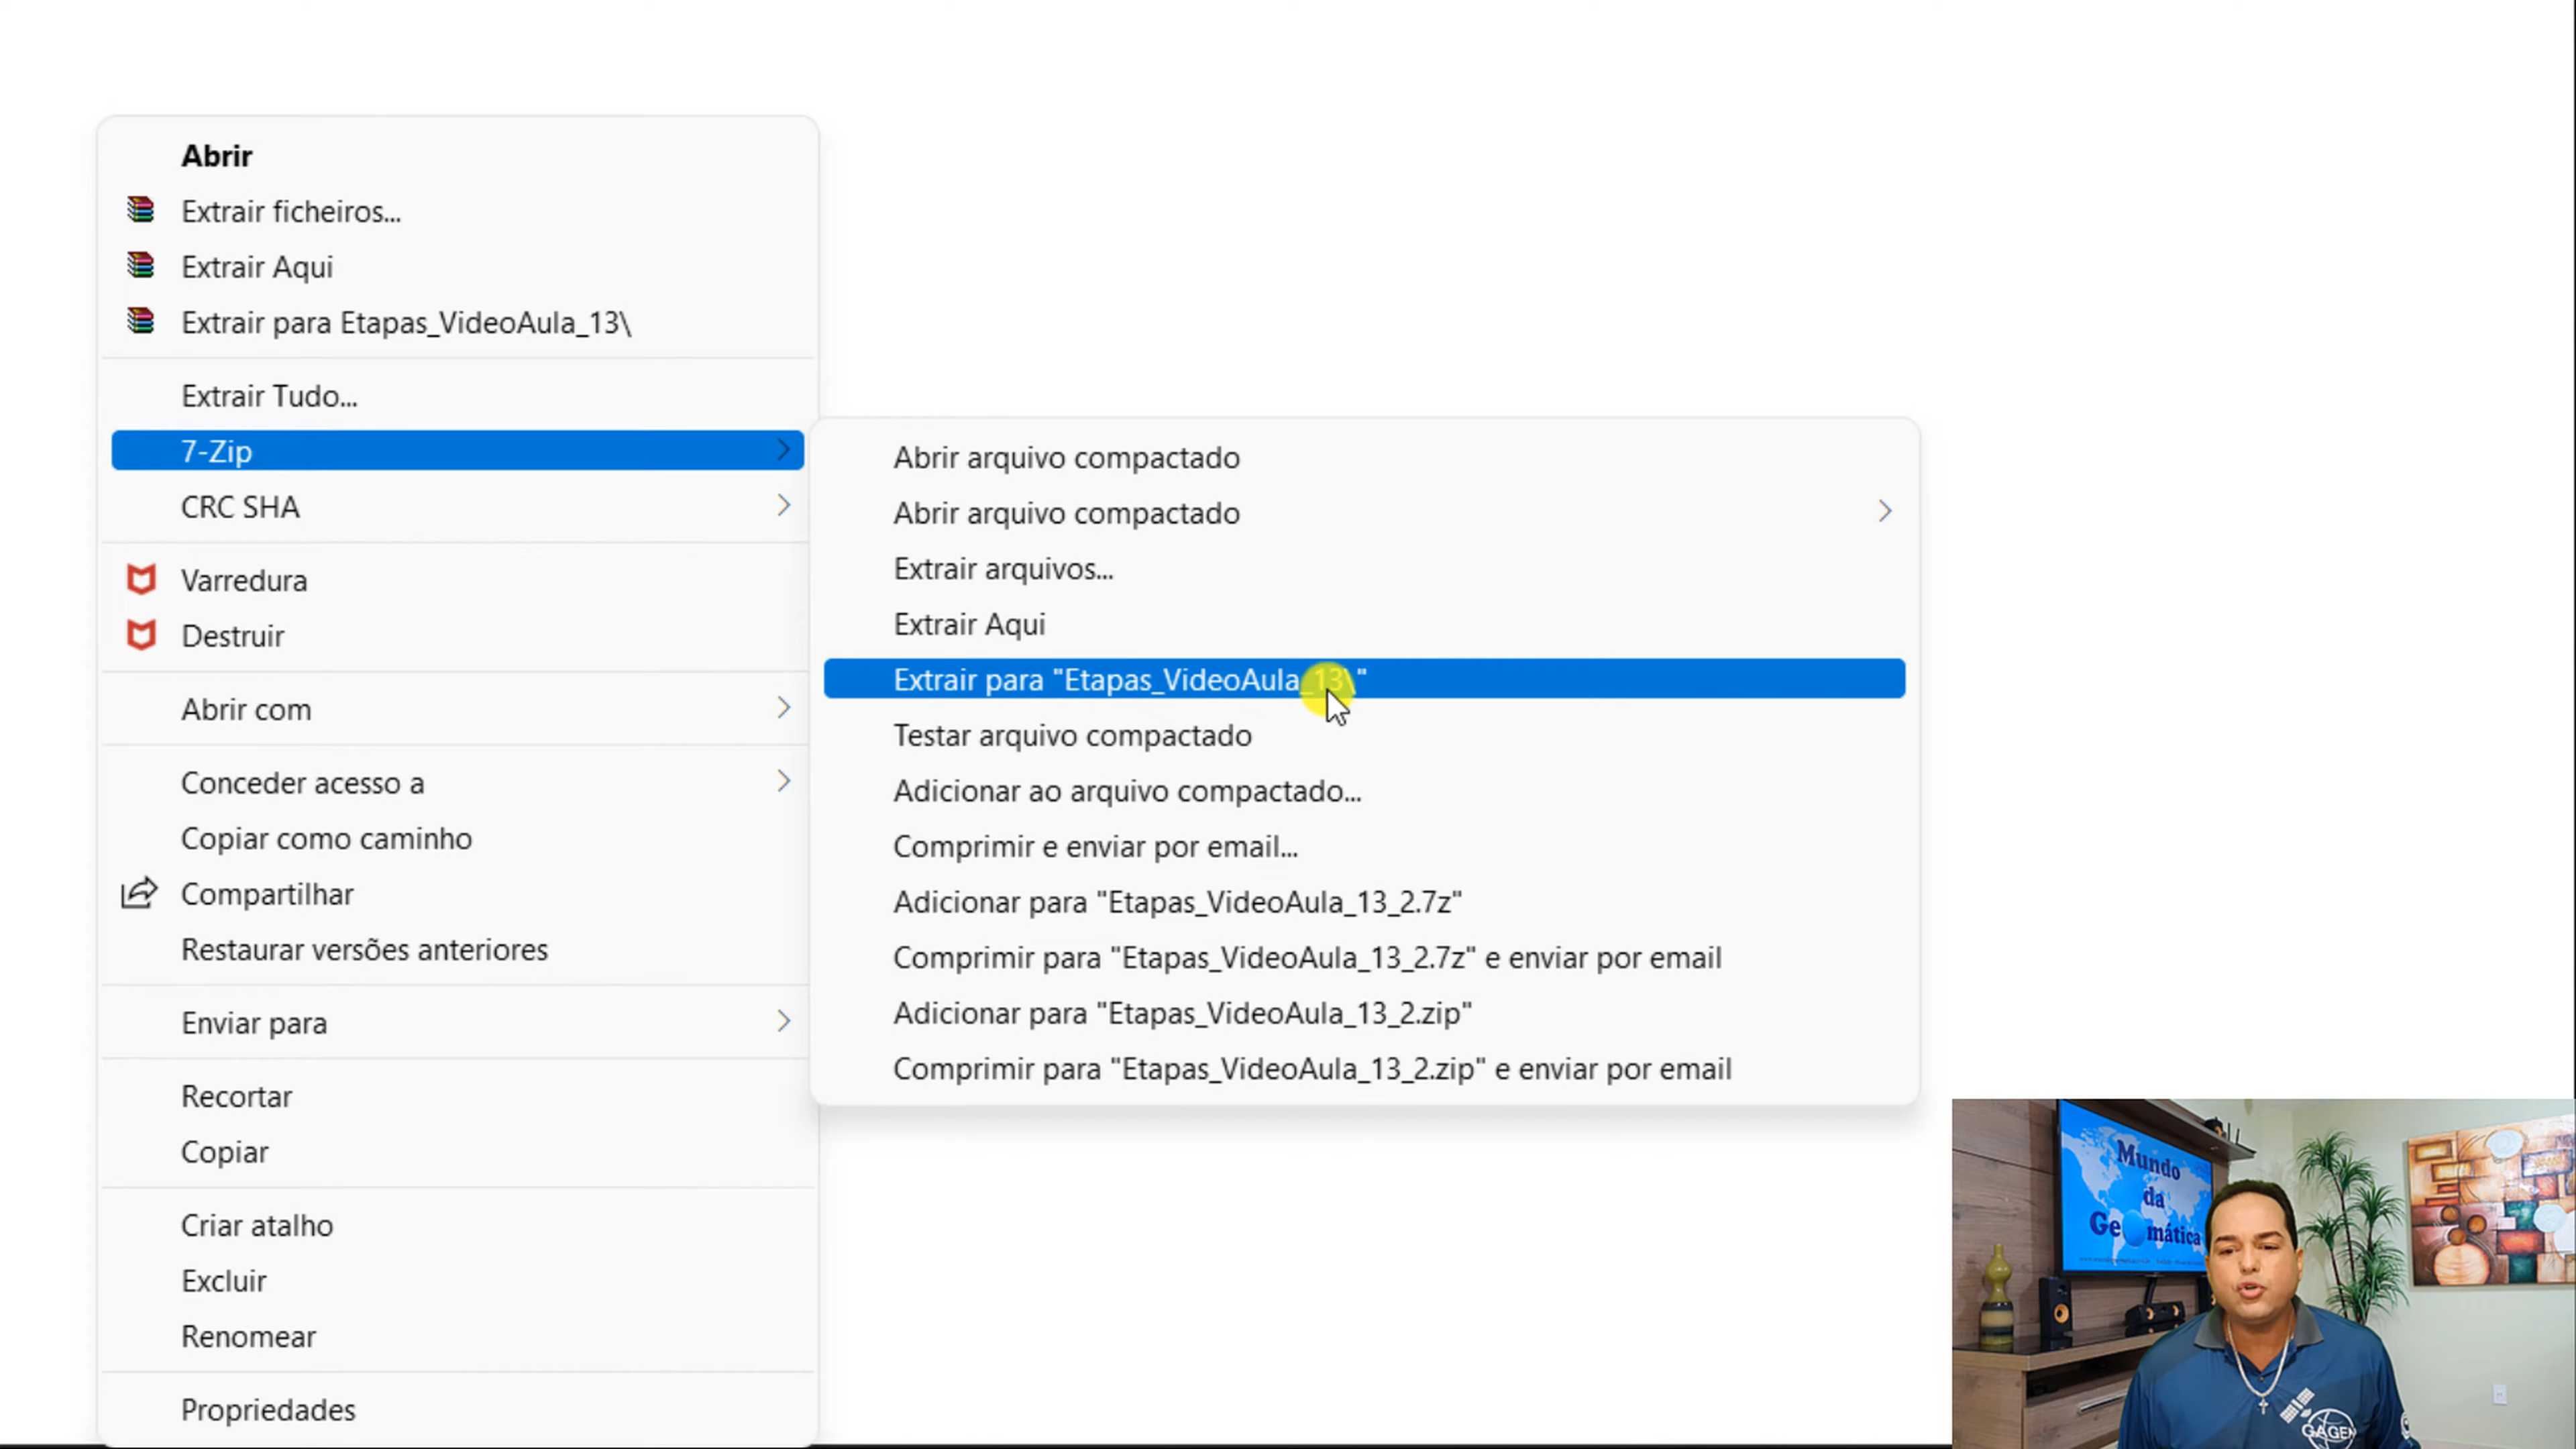 Abrir
Extrair ficheiros...
Extrair Aqui
Extrair para Etapas_VideoAula_13\
Extrair Tudo...
7-Zip
CRC SHA
Varredura
Destruir
Abrir com
Conceder acesso a
Copiar como caminho
Compartilhar
Restaurar versões anteriores
Enviar para
Recortar
Copiar
Criar atalho
Excluir
Renomear
Propriedades
Abrir arquivo compactado
Abrir arquivo compactado
Extrair arquivos...
Extrair Aqui
Extrair para "Etapas_VideoAula_13\"
Testar arquivo compactado
Adicionar ao arquivo compactado...
Comprimir e enviar por email...
Adicionar para "Etapas_VideoAula_13_2.7z"
Comprimir para "Etapas_VideoAula_13_2.7z" e enviar por email
Adicionar para "Etapas_VideoAula_13_2.zip"
Comprimir para "Etapas_VideoAula_13_2.zip" e enviar por email
Mundo
da
Geomática
GAGEN